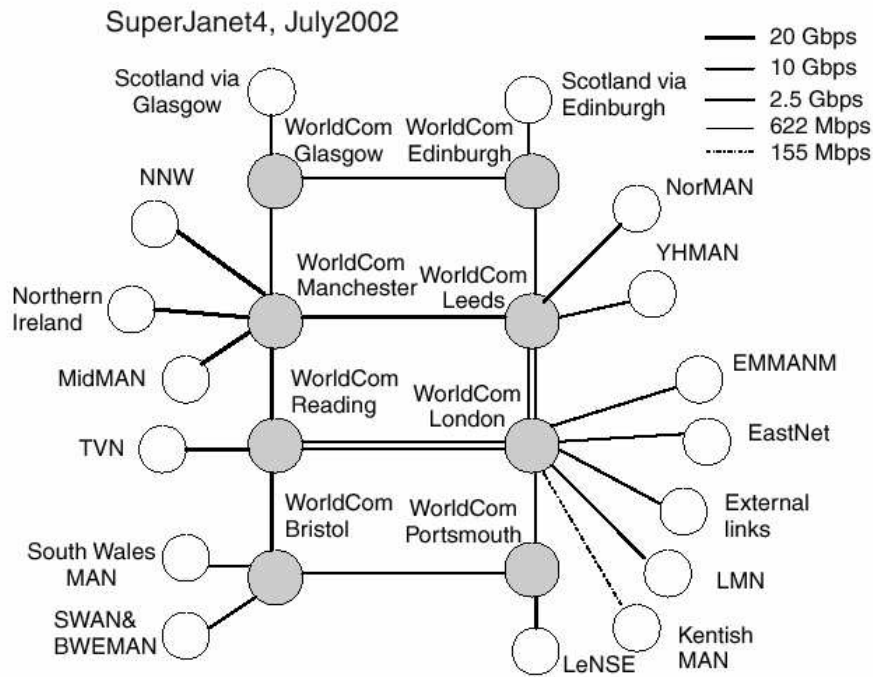 SuperJanet4, July2002
20 Gbps
10 Gbps
2.5 Gbps
622 Mbps
155 Mbps
Scotland via
Glasgow
Scotland via
Edinburgh
WorldCom
Glasgow
WorldCom
Edinburgh
NNW
NorMAN
YHMAN
WorldCom
Manchester
WorldCom
Leeds
Northern
Ireland
MidMAN
WorldCom
Reading
WorldCom
London
EMMANM
TVN
EastNet
WorldCom
Bristol
WorldCom
Portsmouth
External
links
South Wales
MAN
LMN
SWAN&
BWEMAN
LeNSE
Kentish
MAN